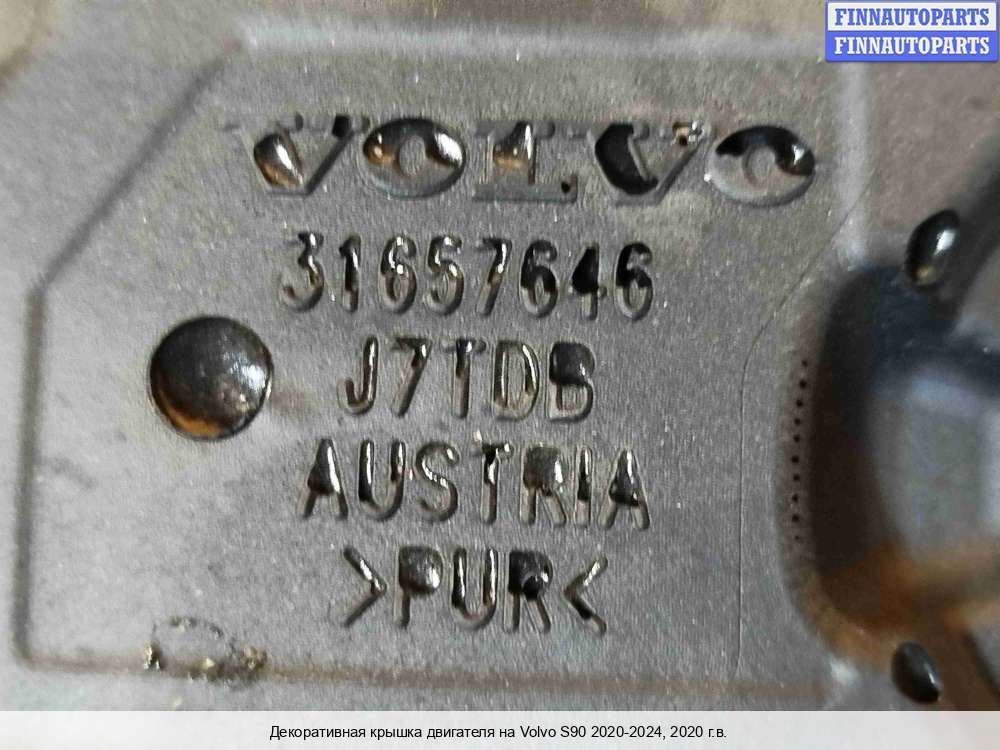 FINNAUTOPARTS
FINNAUTOPARTS
VOLVO
31657646
J7TDB
AUSTRIA
>PUR<
Декоративная крышка двигателя на Volvo S90 2020-2024, 2020 г.в.